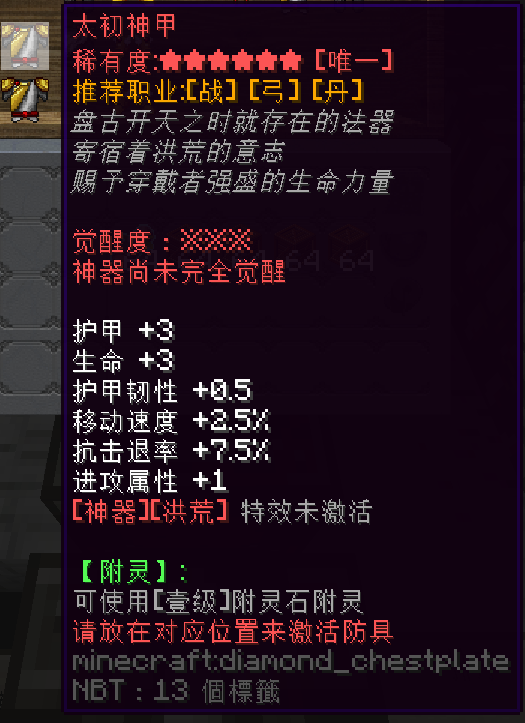 太初神甲
稀有度:★★★★★★ [唯一]
推荐职业:[战] [弓] [丹]
盘古开天之时就存在的法器
寄宿着洪荒的意志
赐予穿戴者强盛的生命力量
觉醒度：※※※
神器尚未完全觉醒
护甲 +3
生命 +3
护甲韧性 +0.5
移动速度 +2.5%
抗击退率 +7.5%
进攻属性 +1
[神器][洪荒] 特效未激活
【附灵】:
可使用[壹级]附灵石附灵
请放在对应位置来激活防具
minecraft:diamond_chestplate
NBT：13 個標籤
64 64